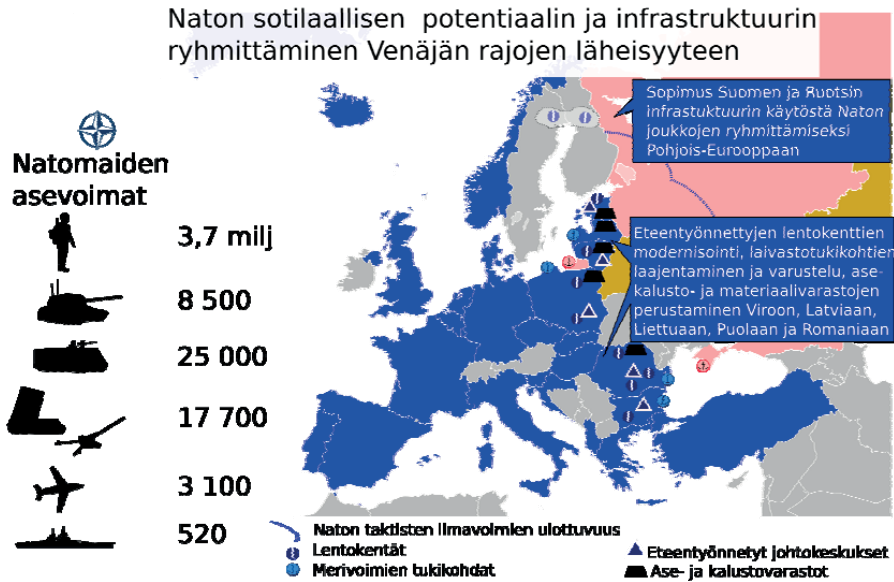 Naton sotilaallisen potentiaalin ja infrastruktuurin
ryhmittäminen Venäjän rajojen läheisyyteen
Natomaiden
asevoimat
3,7 milj
8 500
25 000
17 700
3 100
520
Sopimus Suomen ja Ruotsin
infrastuktuurin käytöstä Naton
joukkojen ryhmittämiseksi
Pohjois-Eurooppaan
Eteentyönnettyjen lentokenttien
modernisointi, laivastotukikohtien
laajentaminen ja varustelu, ase-
kalusto- ja materiaalivarastojen
perustaminen Viroon, Latviaan,
Liettuaan, Puolaan ja Romaniaan
Naton taktisten ilmavoimien ulottuvuus
Lentokentät
Merivoimien tukikohdat
Eteentyönnetyt johtokeskukset
Ase- ja kalustovarastot